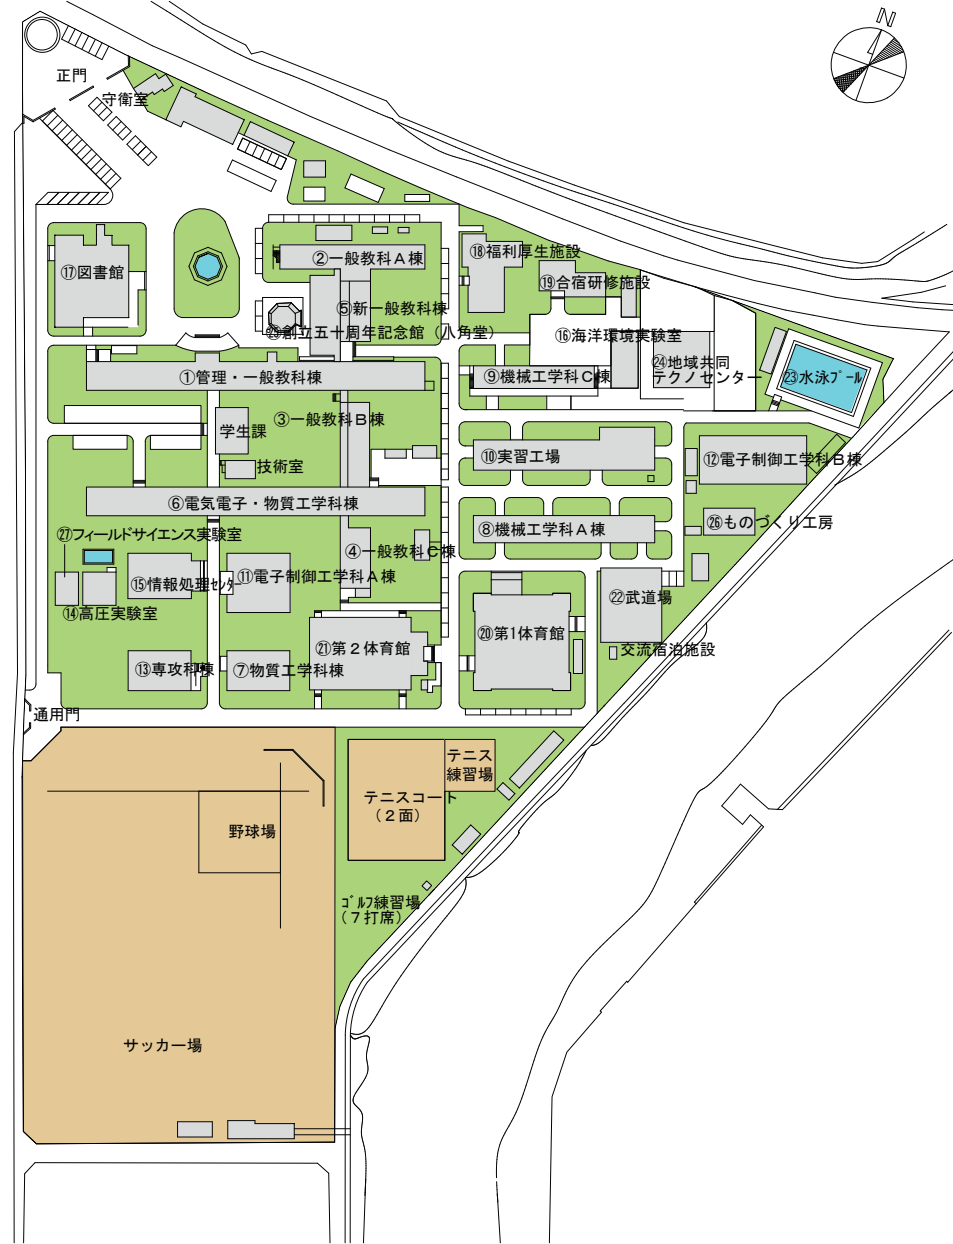 N
正門
守衛室
②一般教科A棟
⑱福利厚生施設
⑰図書館
⑲合宿研修施設
⑤新一般教科棟
㉕創立五十周年記念館（八角堂）
⑯海洋環境実験室
㉔地域共同
テクノセンター
①管理・一般教科棟
⑨機械工学科C棟
㉓水泳プール
③一般教科B棟
学生課
⑩実習工場
⑫電子制御工学科B棟
技術室
⑥電気電子・物質工学科棟
㉖ものづくり工房
⑧機械工学科A棟
㉗フィールドサイエンス実験室
④一般教科C棟
⑪電子制御工学科A棟
⑮情報処理センター
㉒武道場
⑭高圧実験室
⑳第1体育館
㉑第2体育館
交流宿泊施設
⑬専攻科棟
⑦物質工学科棟
通用門
テニス
練習場
テニスコート
（2面）
野球場
ゴルフ練習場
（7打席）
サッカー場